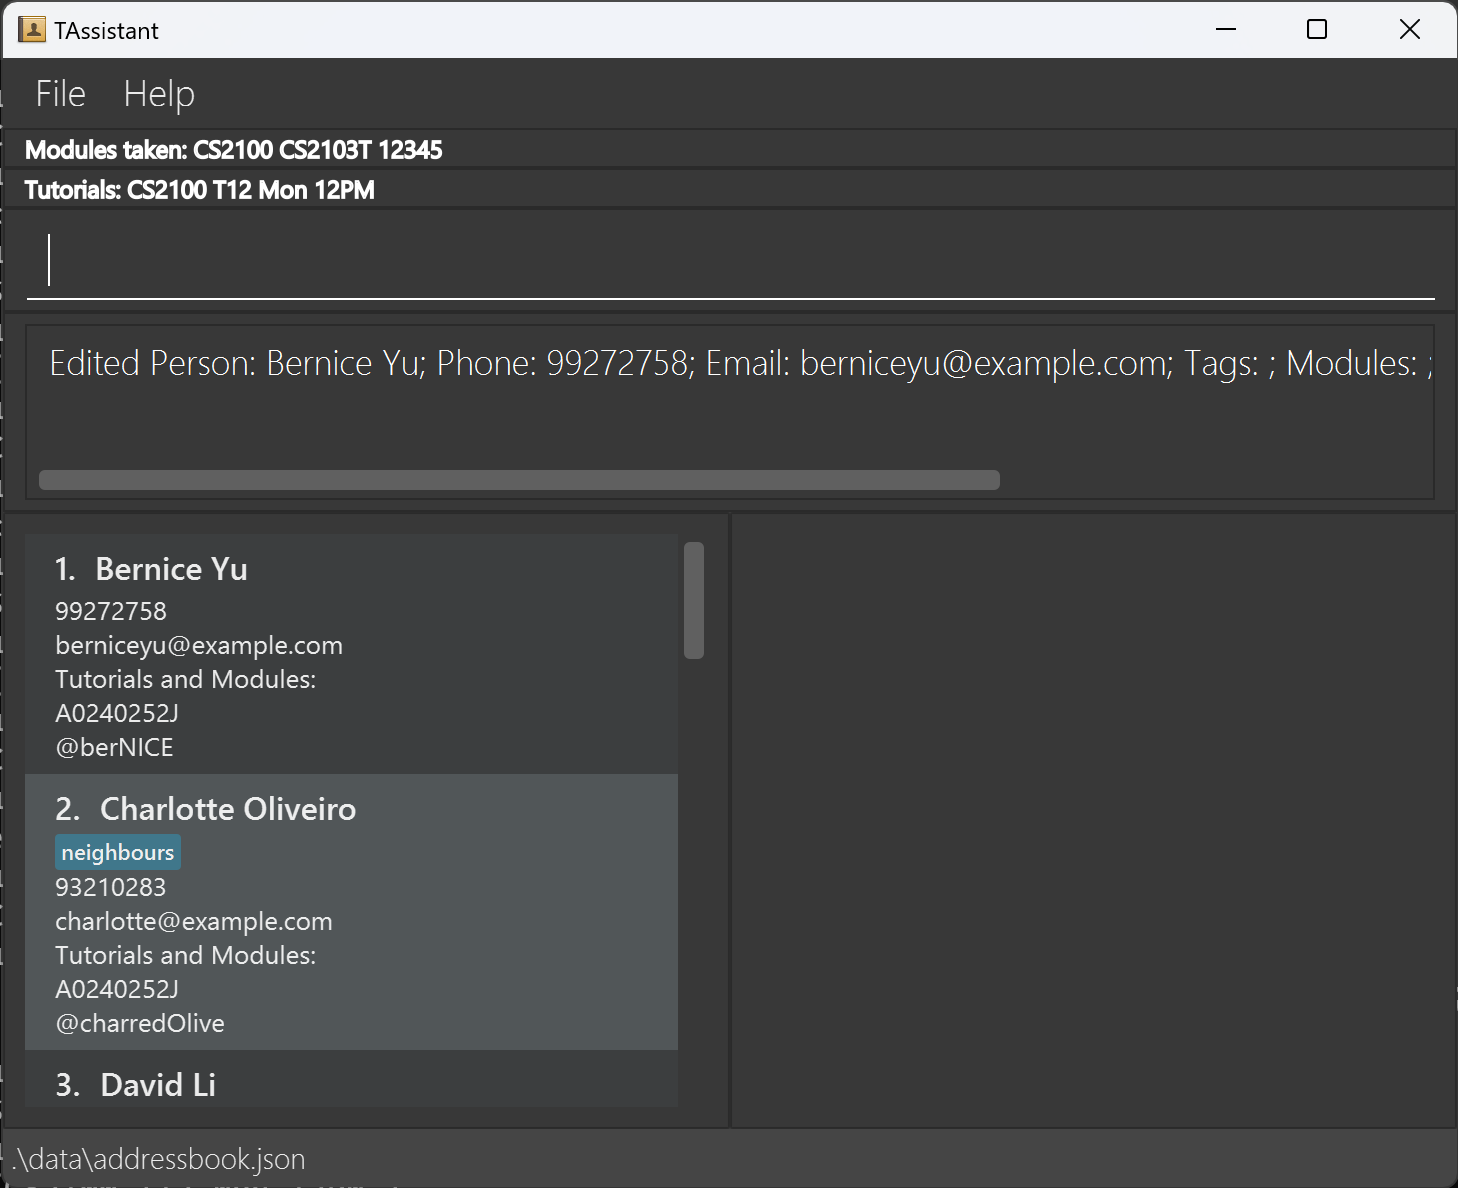 TAssistant
File Help
Modules taken: CS2100 CS2103T 12345
Tutorials: CS2100 T12 Mon 12PM
Edited Person: Bernice Yu; Phone: 99272758; Email: berniceyu@example.com; Tags: ; Modules: ;
1. Bernice Yu
99272758
berniceyu@example.com
Tutorials and Modules:
A0240252J
@berNICE
2. Charlotte Oliveiro
neighbours
93210283
charlotte@example.com
Tutorials and Modules:
A0240252J
@charredOlive
3. David Li
.\data\addressbook.json